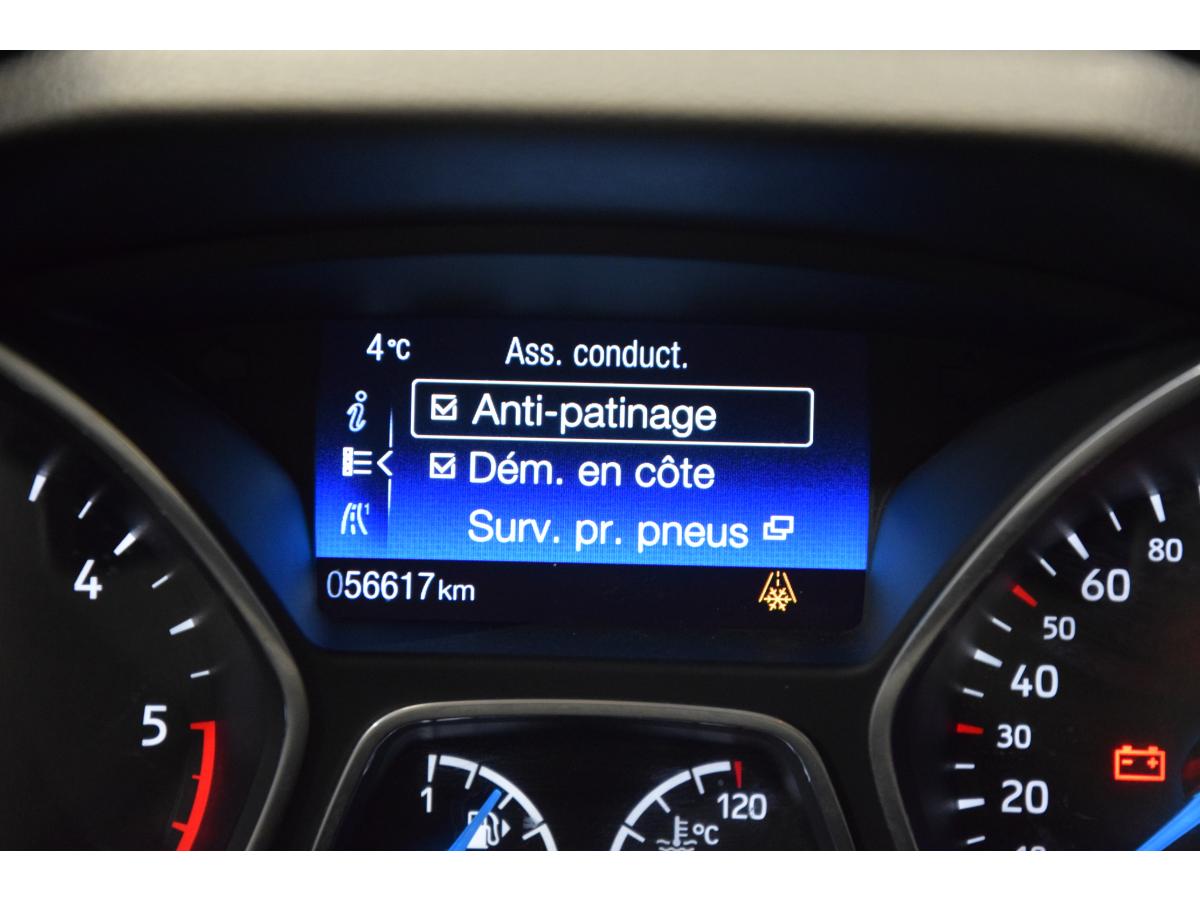 4°C
Ass. conduct.
Anti-patinage
Dém. en côte
1
Surv. pr. pneus
056617km
4
5
80
60
50
40
30
20
1
120
°C